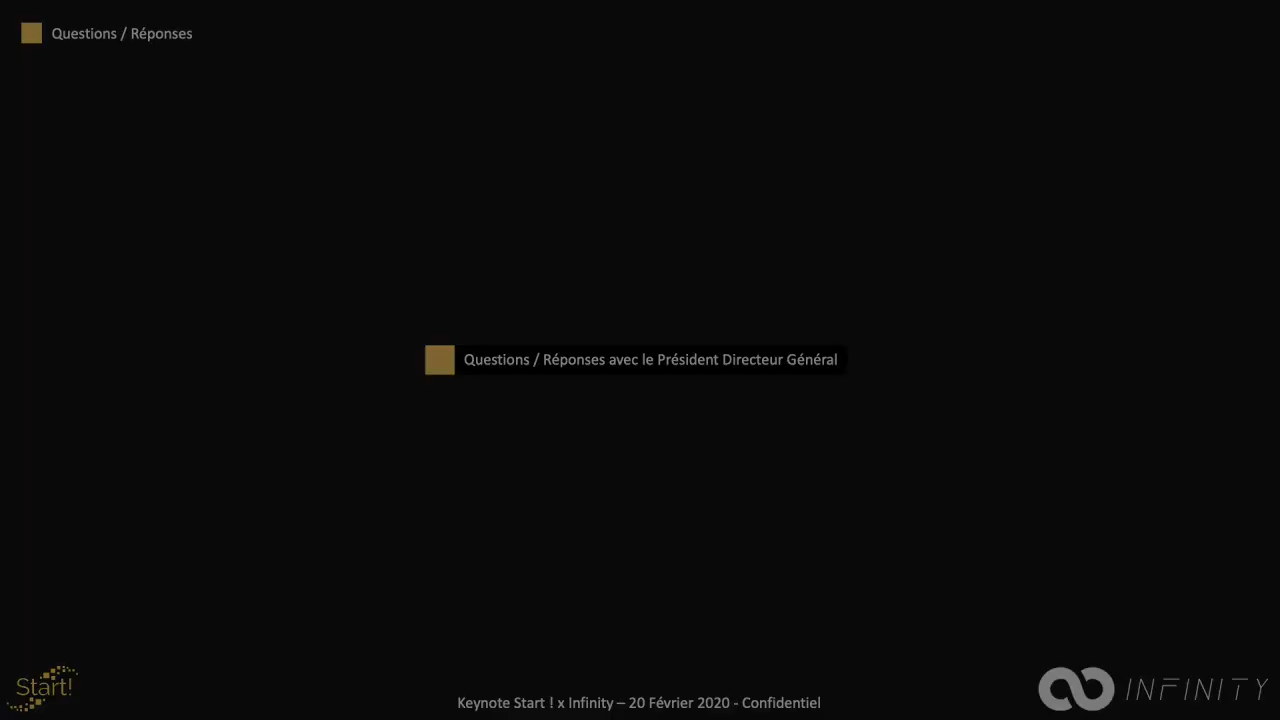 Questions / Réponses
Questions / Réponses avec le Président Directeur Général
Start!
Keynote Start ! x Infinity – 20 Février 2020 - Confidentiel
INFINITY